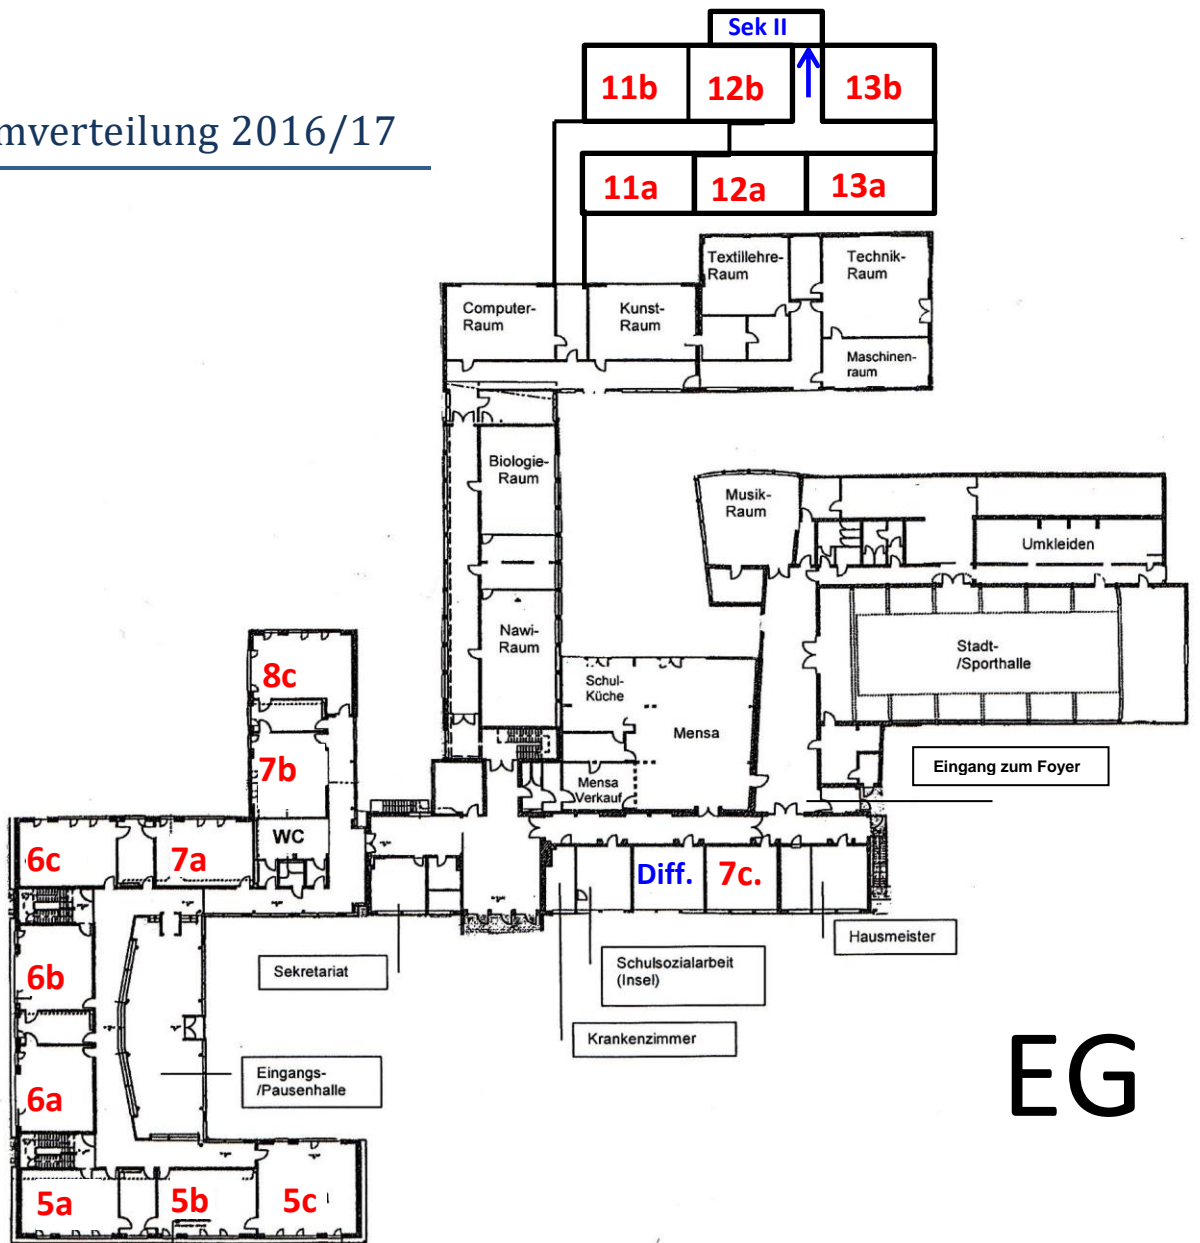 Sek II
11b 12b 13b
mverteilung 2016/17
11a 12a 13a
Textillehre-
Raum
Technik-
Raum
Computer-
Raum
Kunst-
Raum
Maschinen-
raum
Biologie-
Raum
Musik-
Raum
Umkleiden
Nawi-
Raum
Stadt-
/Sporthalle
8c
Schul-
Küche
Mensa
7b
Eingang zum Foyer
Mensa
Verkauf
WC
6c 7a
Diff. 7c.
Hausmeister
Sekretariat
Schulsozialarbeit
(Insel)
6b
Krankenzimmer
Eingangs-
/Pausenhalle
6a
EG
5a 5b 5c